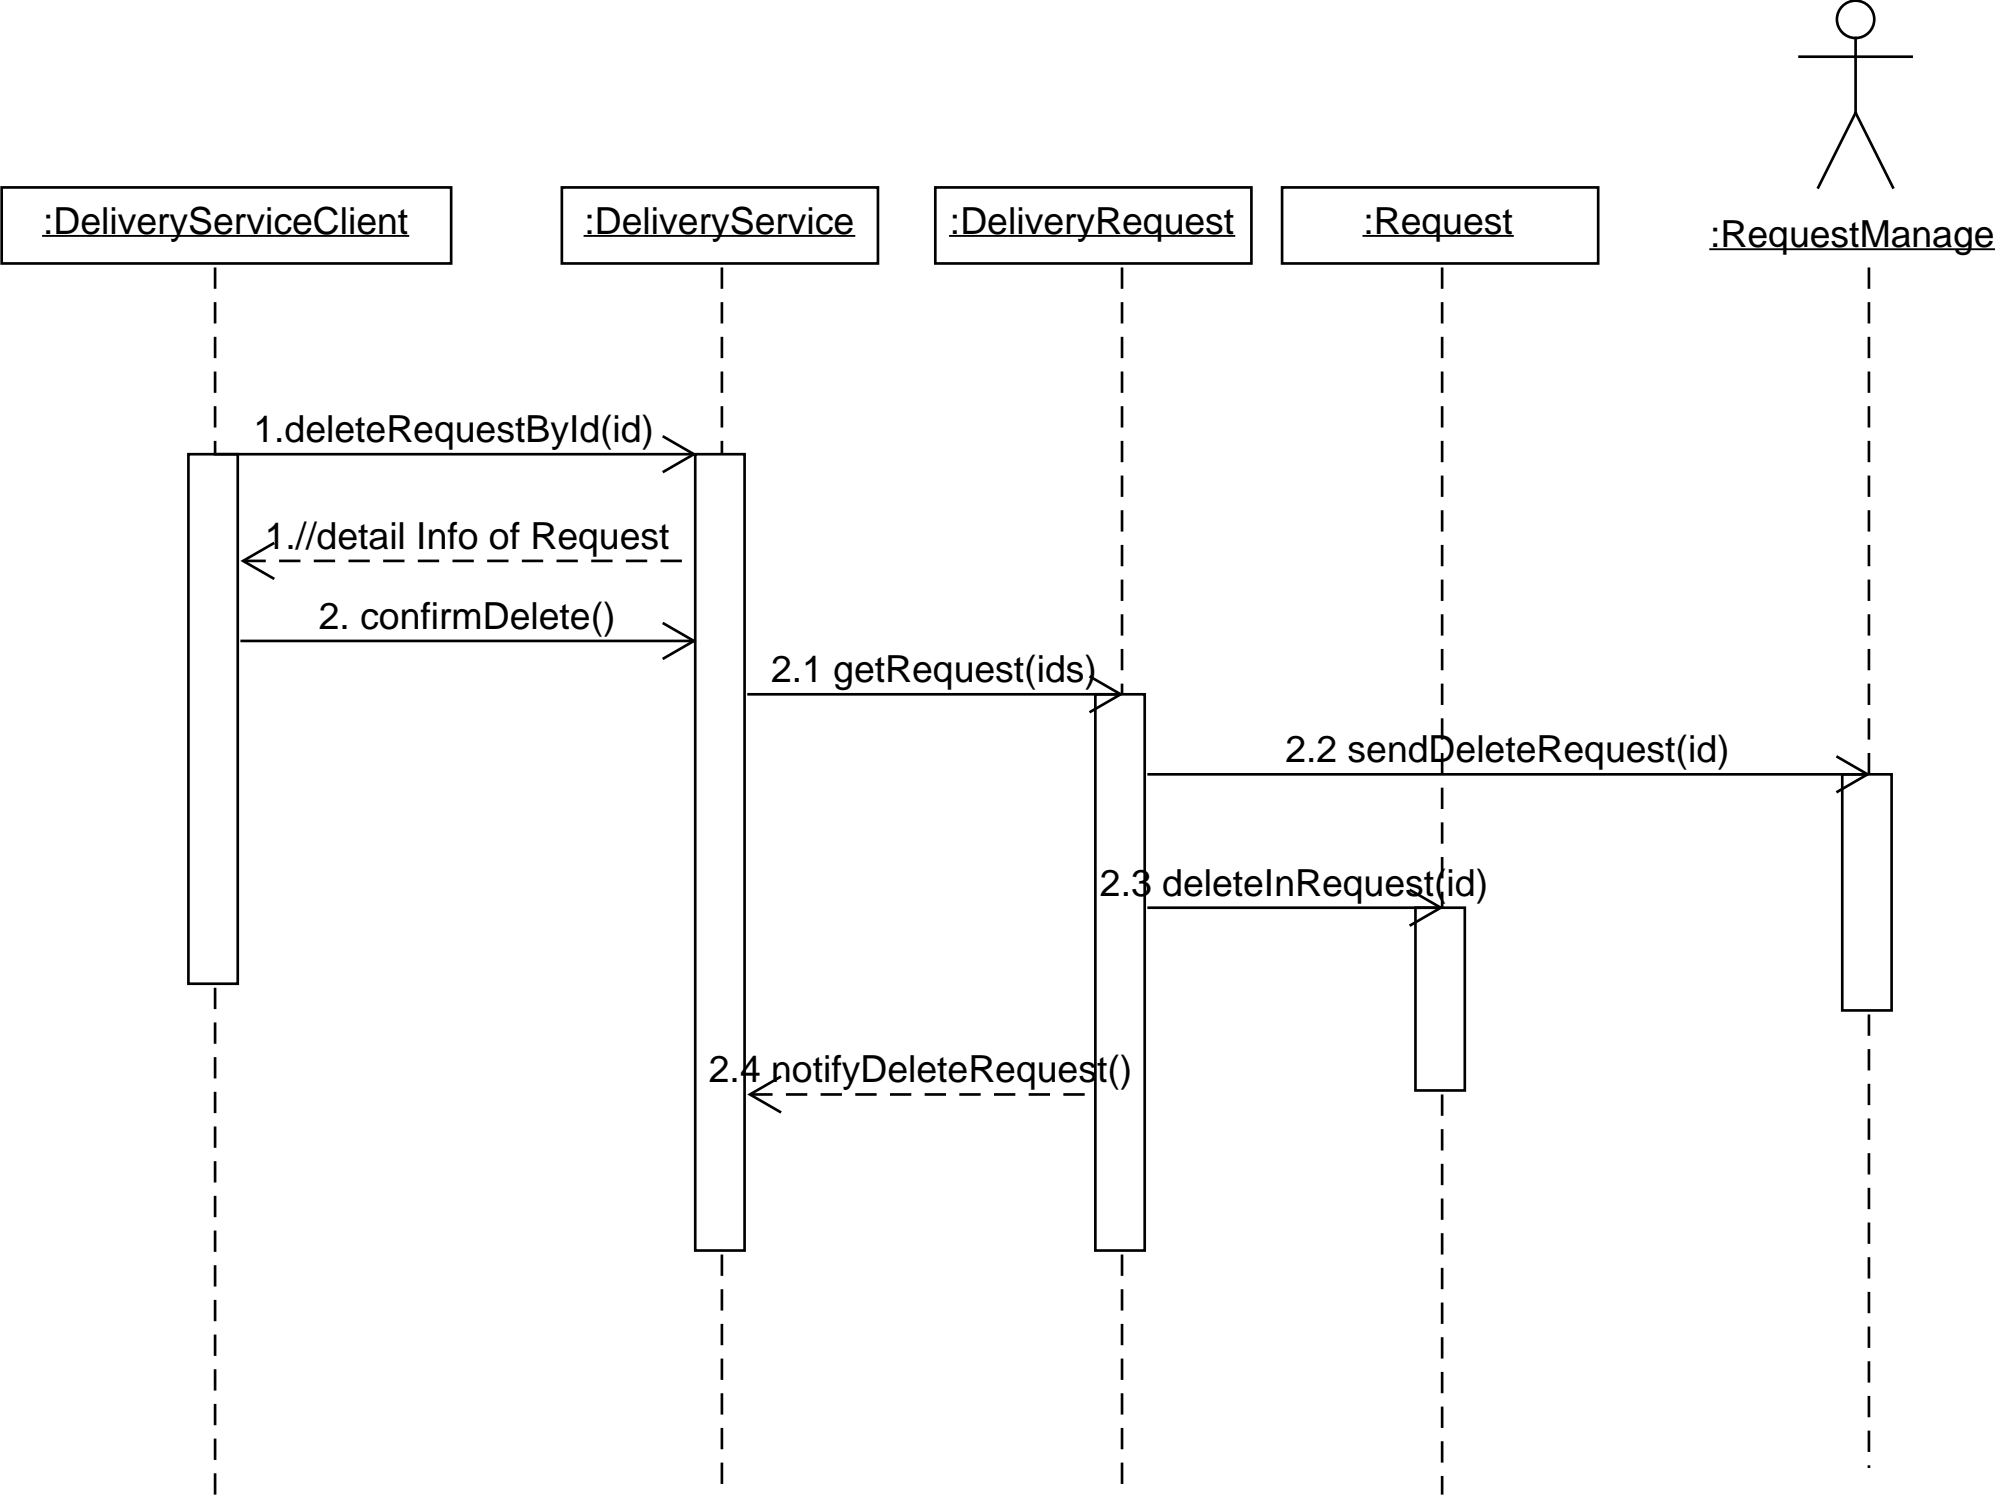 :DeliveryServiceClient
:DeliveryService
:DeliveryRequest
:Request
:RequestManage
1.deleteRequestById(id)
1.//detail Info of Request
2. confirmDelete()
2.1 getRequest(ids)
2.2 sendDeleteRequest(id)
2.3 deleteInRequest(id)
2.4 notifyDeleteRequest()